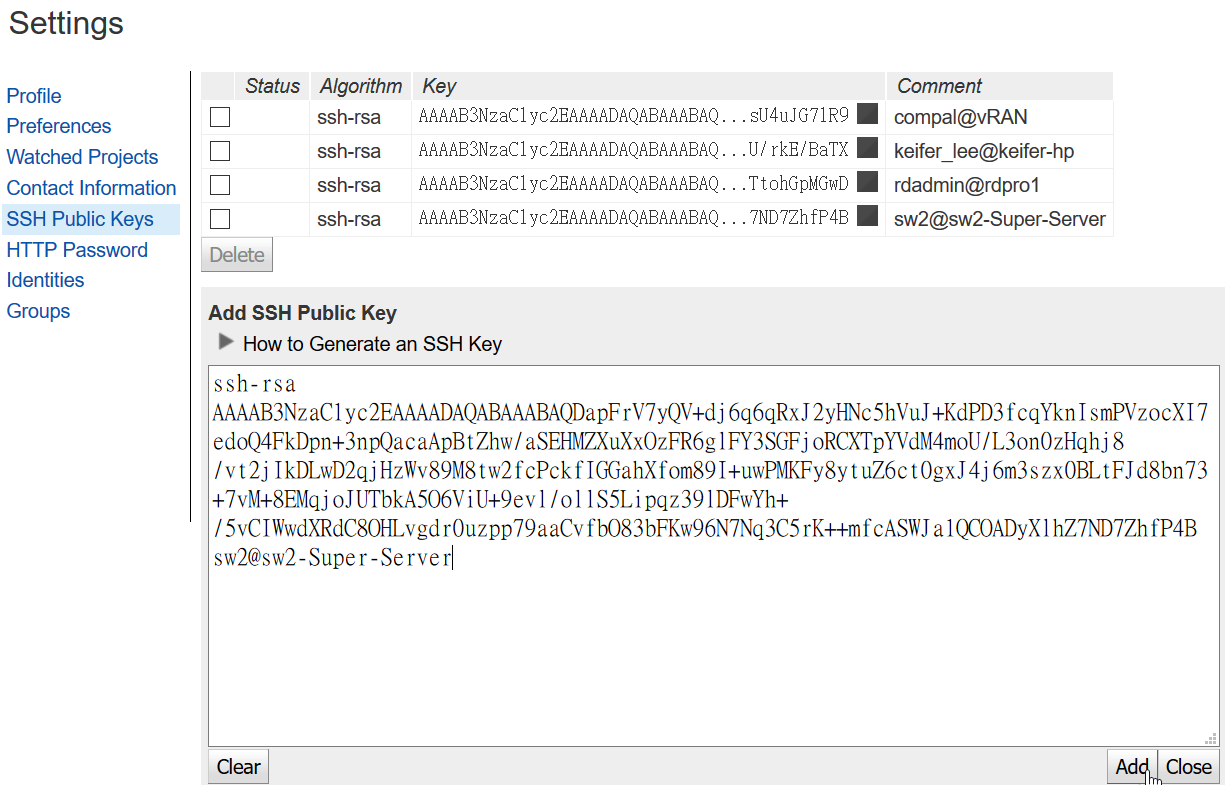 Settings
Profile
Preferences
Watched Projects
Contact Information
SSH Public Keys
HTTP Password
Identities
Groups
Status Algorithm Key Comment
ssh-rsa AAAAB3NzaC1yc2EAAAADAQABAAABAQ...sU4uJG71R9 compal@vRAN
ssh-rsa AAAAB3NzaC1yc2EAAAADAQABAAABAQ...U/rkE/BaTX keifer_lee@keifer-hp
ssh-rsa AAAAB3NzaC1yc2EAAAADAQABAAABAQ...TtohGpMGwD rdadmin@rdpro1
ssh-rsa AAAAB3NzaC1yc2EAAAADAQABAAABAQ...7ND7ZhfP4B sw2@sw2-Super-Server
Delete
Add SSH Public Key
How to Generate an SSH Key
ssh-rsa
AAAAB3NzaC1yc2EAAAADAQABAAABAQDapFrV7yQV+dj6q6qRxJ2yHNc5hVuJ+KdPD3fcqYknIsmPVzocXI7
edoQ4FkDpn+3npQacaApBtZhw/aSEHMZXuXxOzFR6glFY3SGFjoRCXTpYVdM4moU/L3on0zHqhj8
/vt2jIkDLwD2qjHzWv89M8tw2fcPckfIGGahXfom89I+uwPMKFy8ytuZ6ct0gxJ4j6m3szx0BLtFJd8bn73
+7vM+8EMqjoJUTbkA5O6ViU+9evl/ollS5Lipqz39lDFwYh+
/5vCIWwdXRdC8OHLvgdr0uzpp79aaCvfbO83bFKw96N7Nq3C5rK++mfcASWJa1QCOADyXlhZ7ND7ZhfP4B
sw2@sw2-Super-Server
Clear Add Close